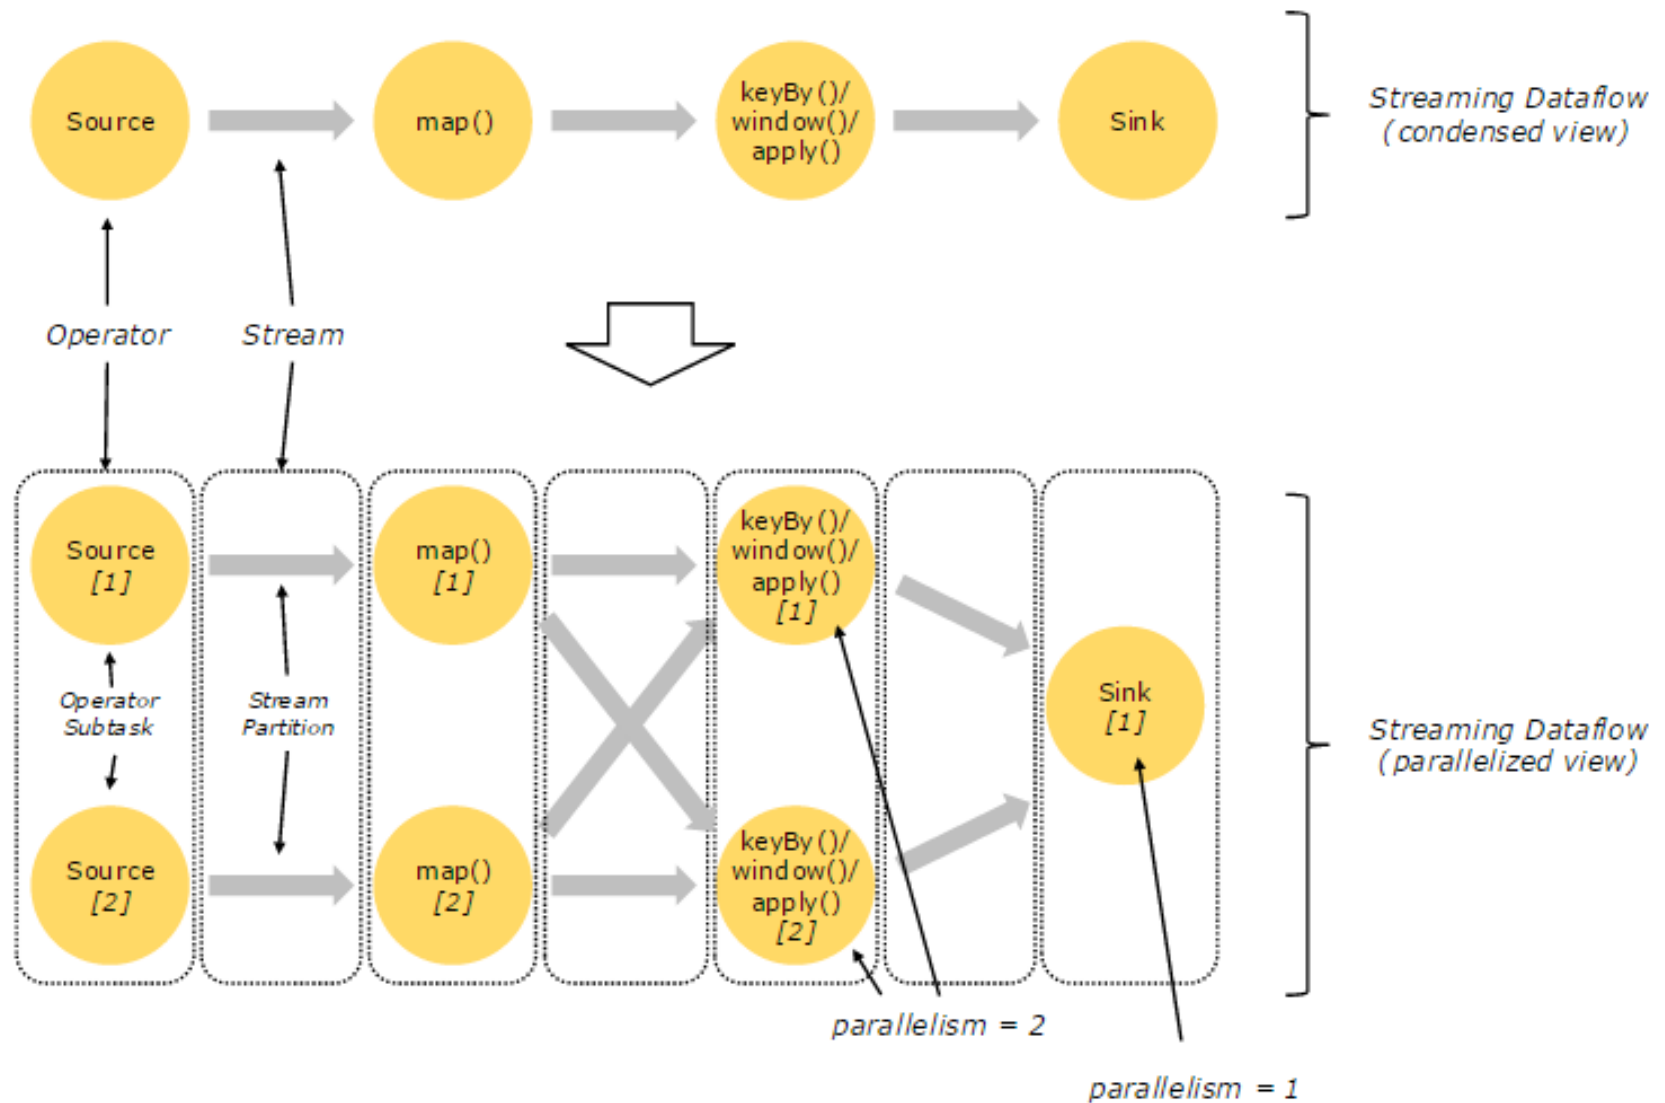 Source
map()
keyBy()/
window()/
apply()
Sink
Streaming Dataflow
(condensed view)
Operator
Stream
Source
[1]
map()
[1]
keyBy()/
window()/
apply()
[1]
Operator
Subtask
Stream
Partition
Sink
[1]
Streaming Dataflow
(parallelized view)
Source
[2]
map()
[2]
keyBy()/
window()/
apply()
[2]
parallelism = 2
parallelism = 1